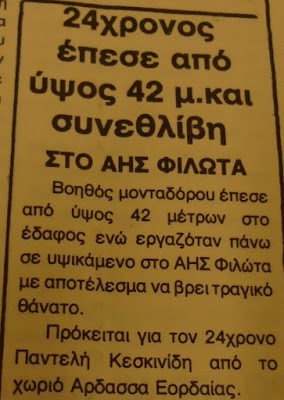 24χρονος
έπεσε από
ύψος 42 μ.και
συνεθλίβη
ΣΤΟ ΑΗΣ ΦΙΛΩΤΑ
Βοηθός μονταδόρου έπεσε
από ύψος 42 μέτρων στο
έδαφος ενώ εργαζόταν πάνω
σε υψικάμενο στο ΑΗΣ Φιλώτα
με αποτέλεσμα να βρει τραγικό
θάνατο.
Πρόκειται για τον 24χρονο
Παντελή Κεσκινίδη από το
χωριό Αρδασσα Εορδαίας.